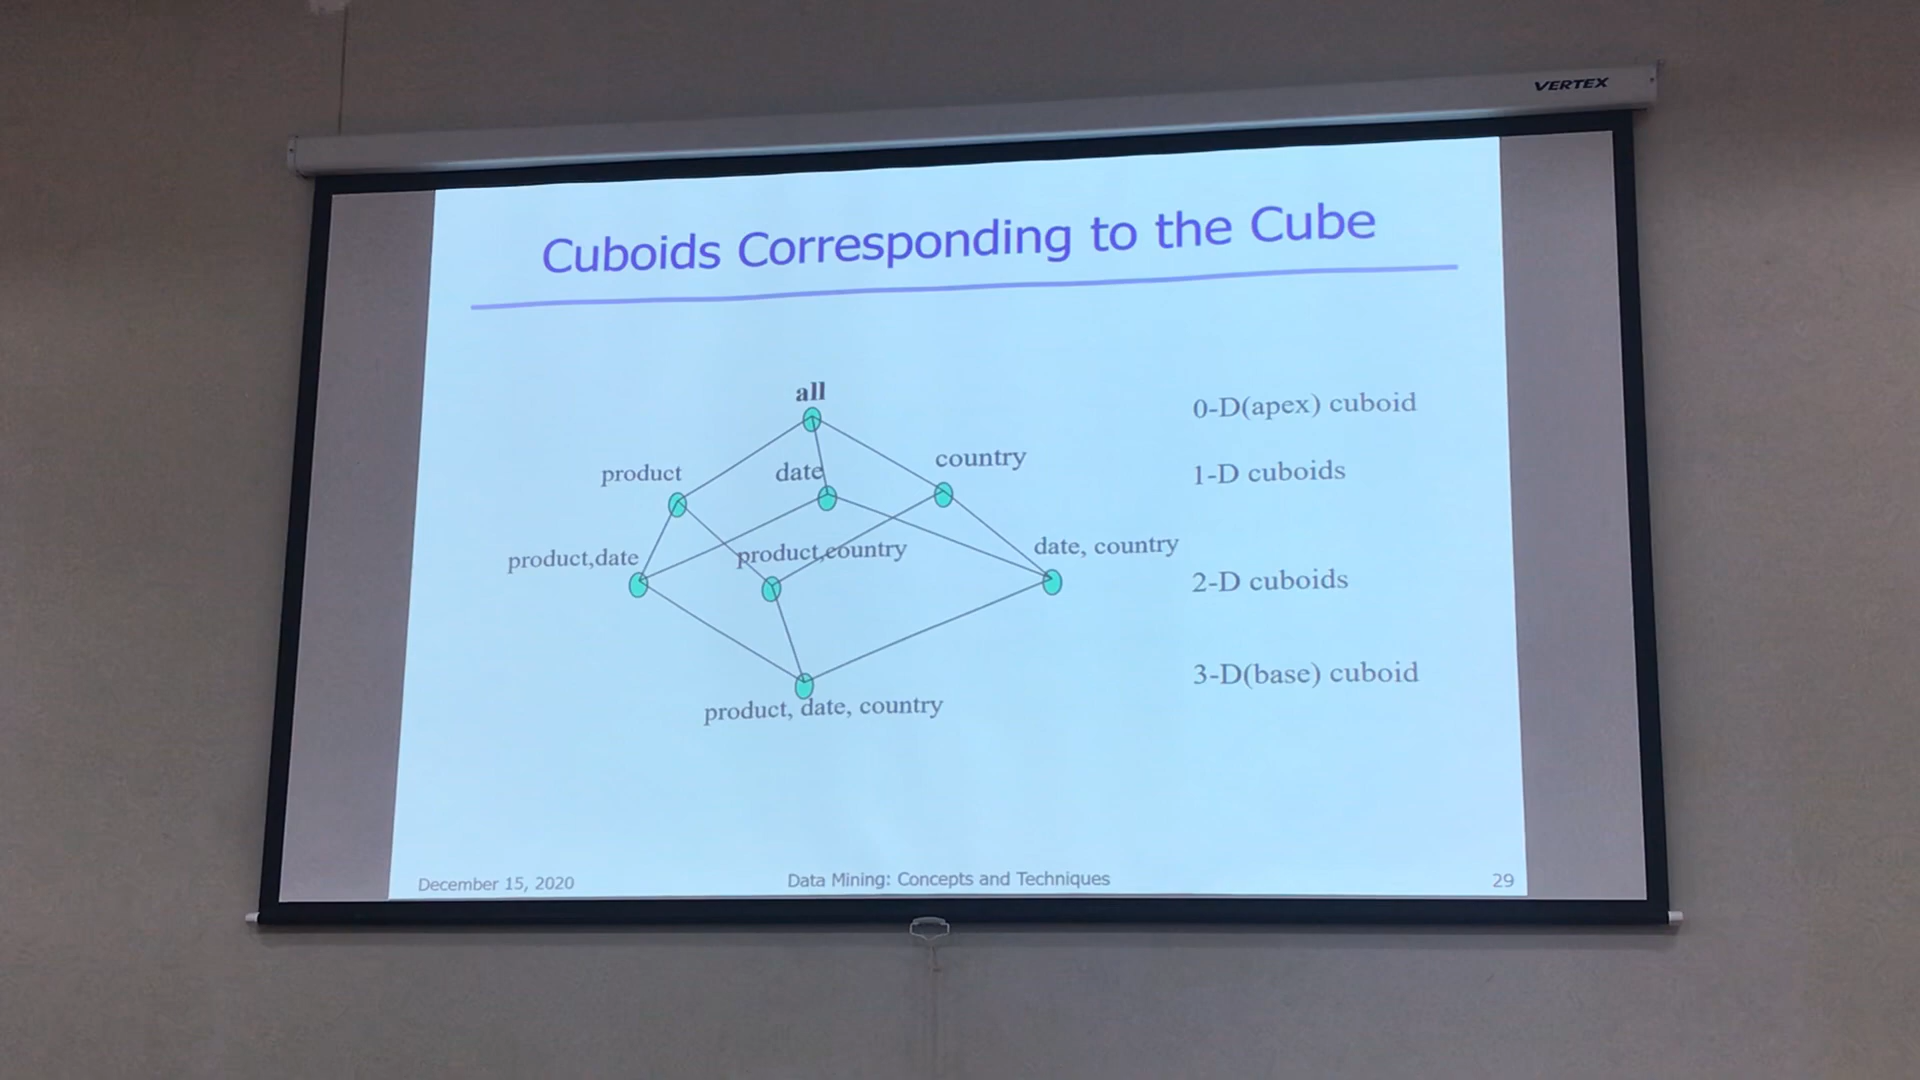 VERTEX
Cuboids Corresponding to the Cube
all
0-D(apex) cuboid
product
date
country
1-D cuboids
product,date
product,country
date, country
2-D cuboids
3-D(base) cuboid
product, date, country
December 15, 2020
Data Mining: Concepts and Techniques
29